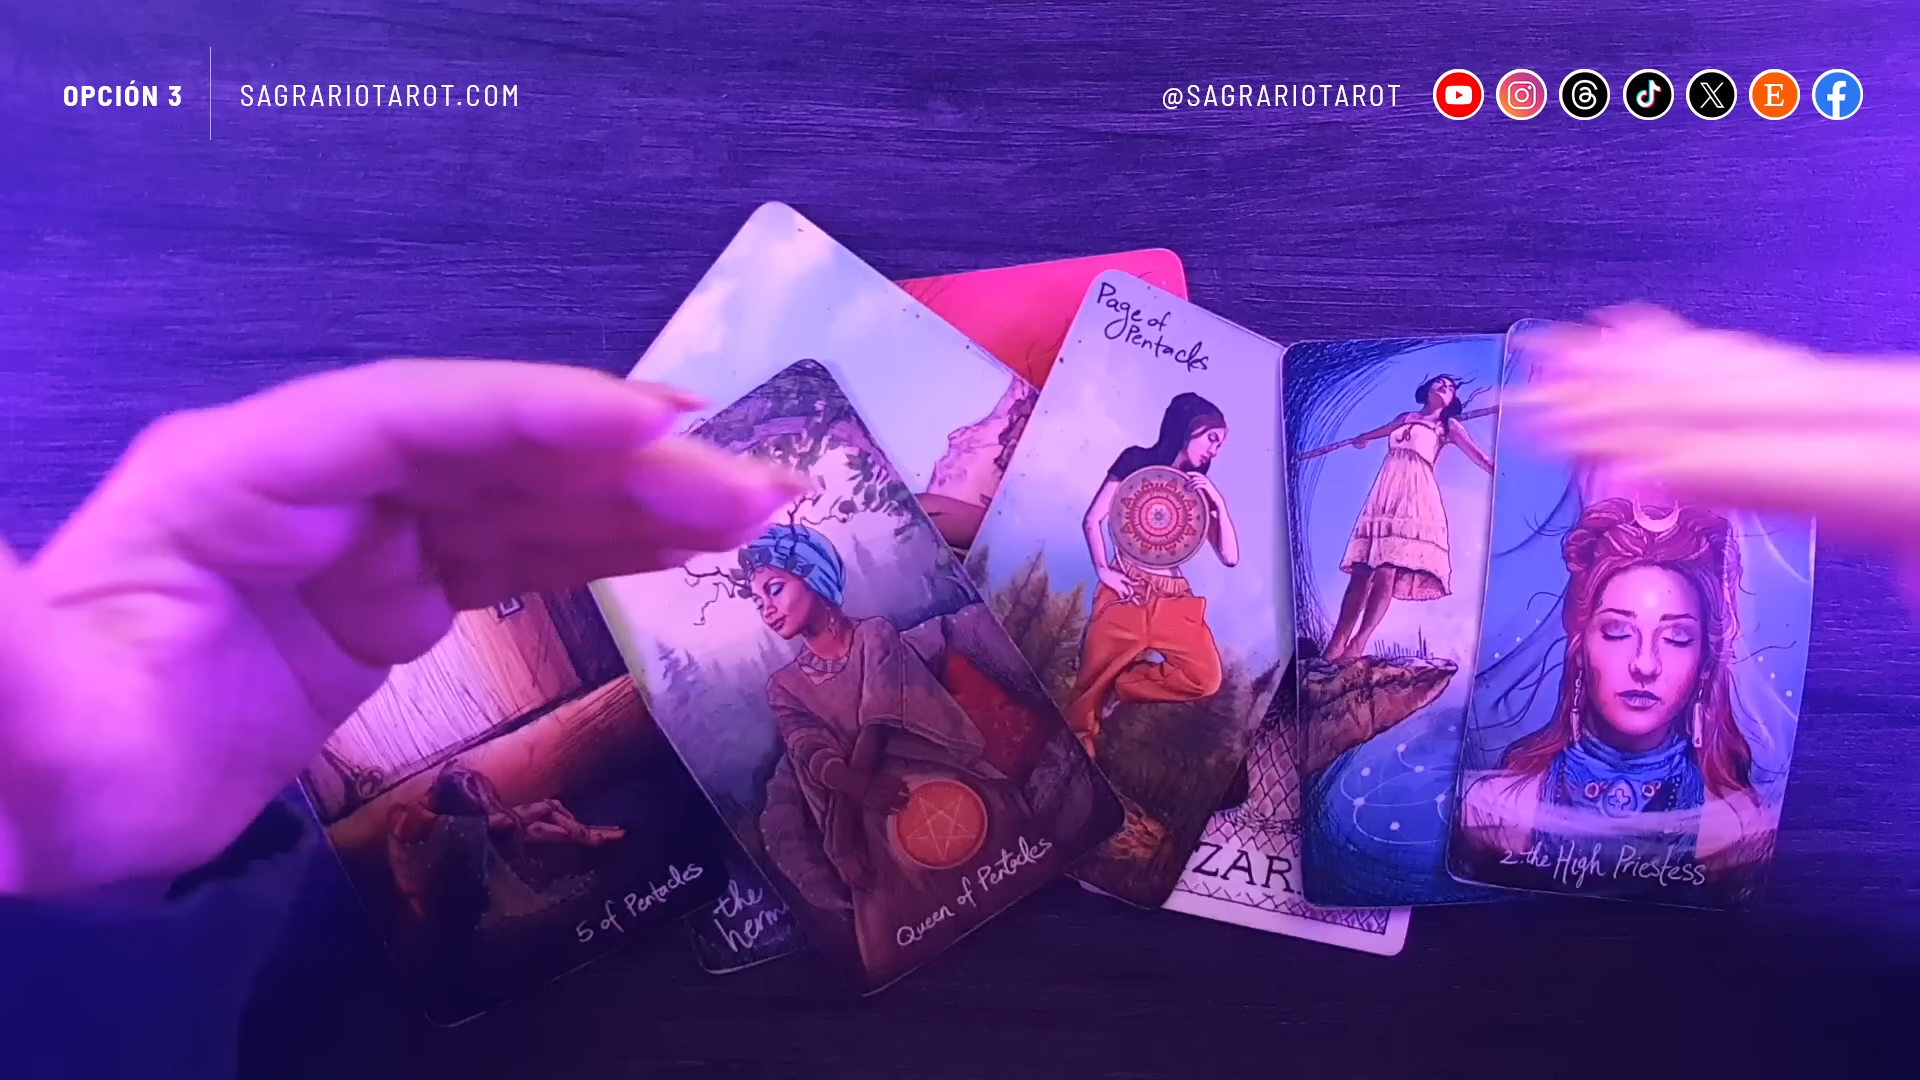 OPCIÓN 3
SAGRARIOTAROT.COM
@SAGRARIOTAROT
E
Page of
Pentacles
5 of Pentacles
the
herm
Queen of Pentacles
ZAR
2. the High Priestess